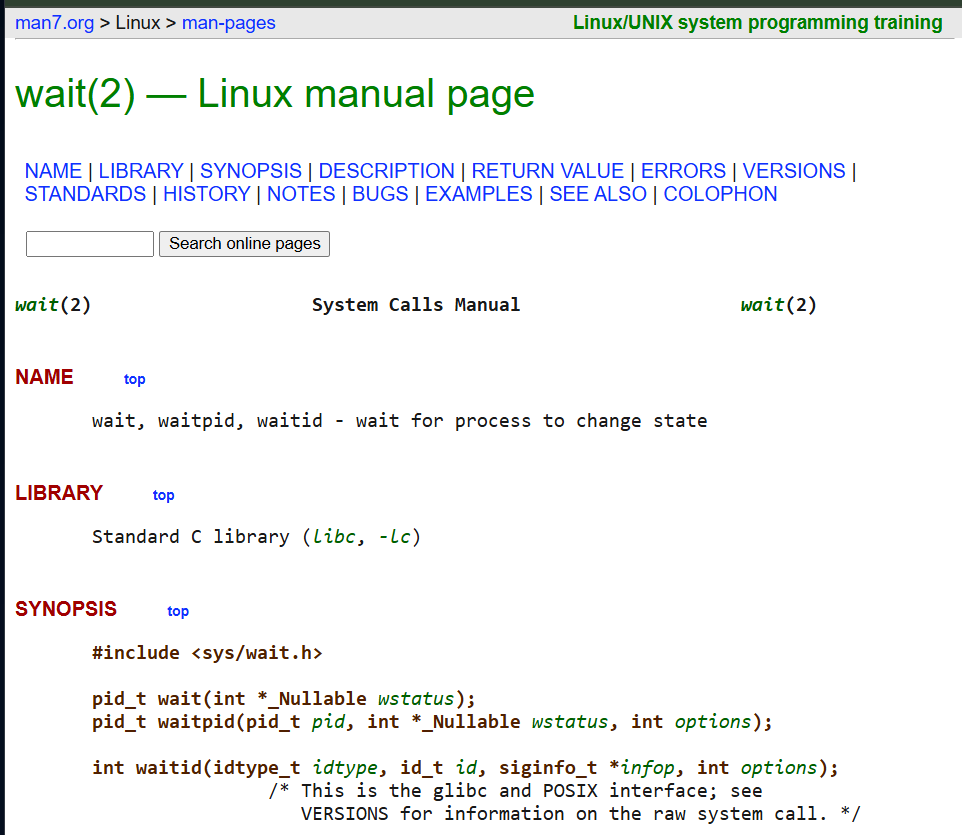 man7.org > Linux > man-pages Linux/UNIX system programming training
wait(2) — Linux manual page
NAME | LIBRARY | SYNOPSIS | DESCRIPTION | RETURN VALUE | ERRORS | VERSIONS |
STANDARDS | HISTORY | NOTES | BUGS | EXAMPLES | SEE ALSO | COLOPHON
Search online pages
wait(2) System Calls Manual wait(2)
NAME top
wait, waitpid, waitid - wait for process to change state
LIBRARY top
Standard C library (libc, -lc)
SYNOPSIS top
#include <sys/wait.h>
pid_t wait(int *_Nullable wstatus);
pid_t waitpid(pid_t pid, int *_Nullable wstatus, int options);
int waitid(idtype_t idtype, id_t id, siginfo_t *infop, int options);
/* This is the glibc and POSIX interface; see
VERSIONS for information on the raw system call. */